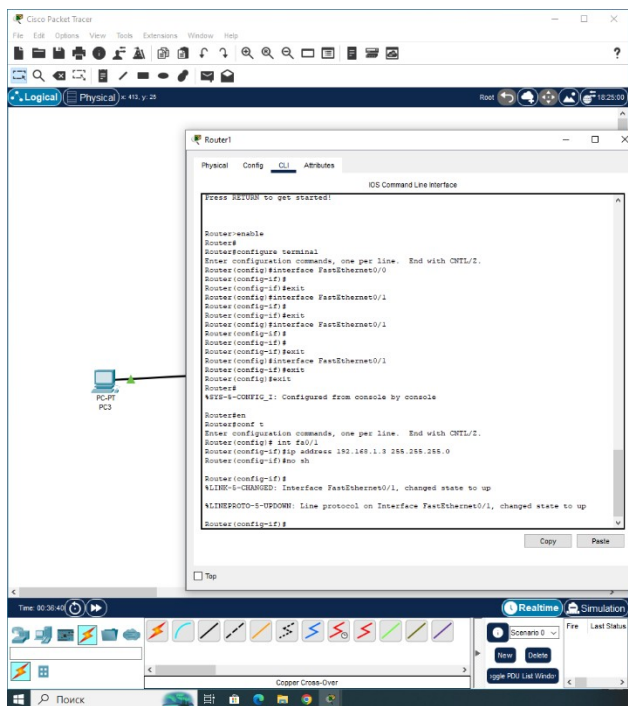 Cisco Packet Tracer
File Edit Options View Tools Extensions Window Help
?
Logical Physical x: 413, y: 25 Root 18:25:00
Router1
Physical Config CLI Attributes
IOS Command Line Interface
Press RETURN to get started!
Router>enable
Router#
Router#configure terminal
Enter configuration commands, one per line. End with CNTL/Z.
Router(config)#interface FastEthernet0/0
Router(config-if)#
Router(config-if)#exit
Router(config)#interface FastEthernet0/1
Router(config-if)#
Router(config-if)#exit
Router(config)#interface FastEthernet0/1
Router(config-if)#
Router(config-if)#
Router(config-if)#exit
Router(config)#interface FastEthernet0/1
Router(config-if)#exit
Router(config)#exit
Router#
%SYS-5-CONFIG_I: Configured from console by console
Router#en
Router#conf t
Enter configuration commands, one per line. End with CNTL/Z.
Router(config)# int fa0/1
Router(config-if)#ip address 192.168.1.3 255.255.255.0
Router(config-if)#no sh
Router(config-if)#
%LINK-5-CHANGED: Interface FastEthernet0/1, changed state to up
%LINEPROTO-5-UPDOWN: Line protocol on Interface FastEthernet0/1, changed state to up
Router(config-if)#
PC-PT
PC3
Copy Paste
Top
Time: 00:36:40 Realtime Simulation
Scenario 0 Fire Last Status
New Delete
oggle PDU List Window
Copper Cross-Over
Поиск